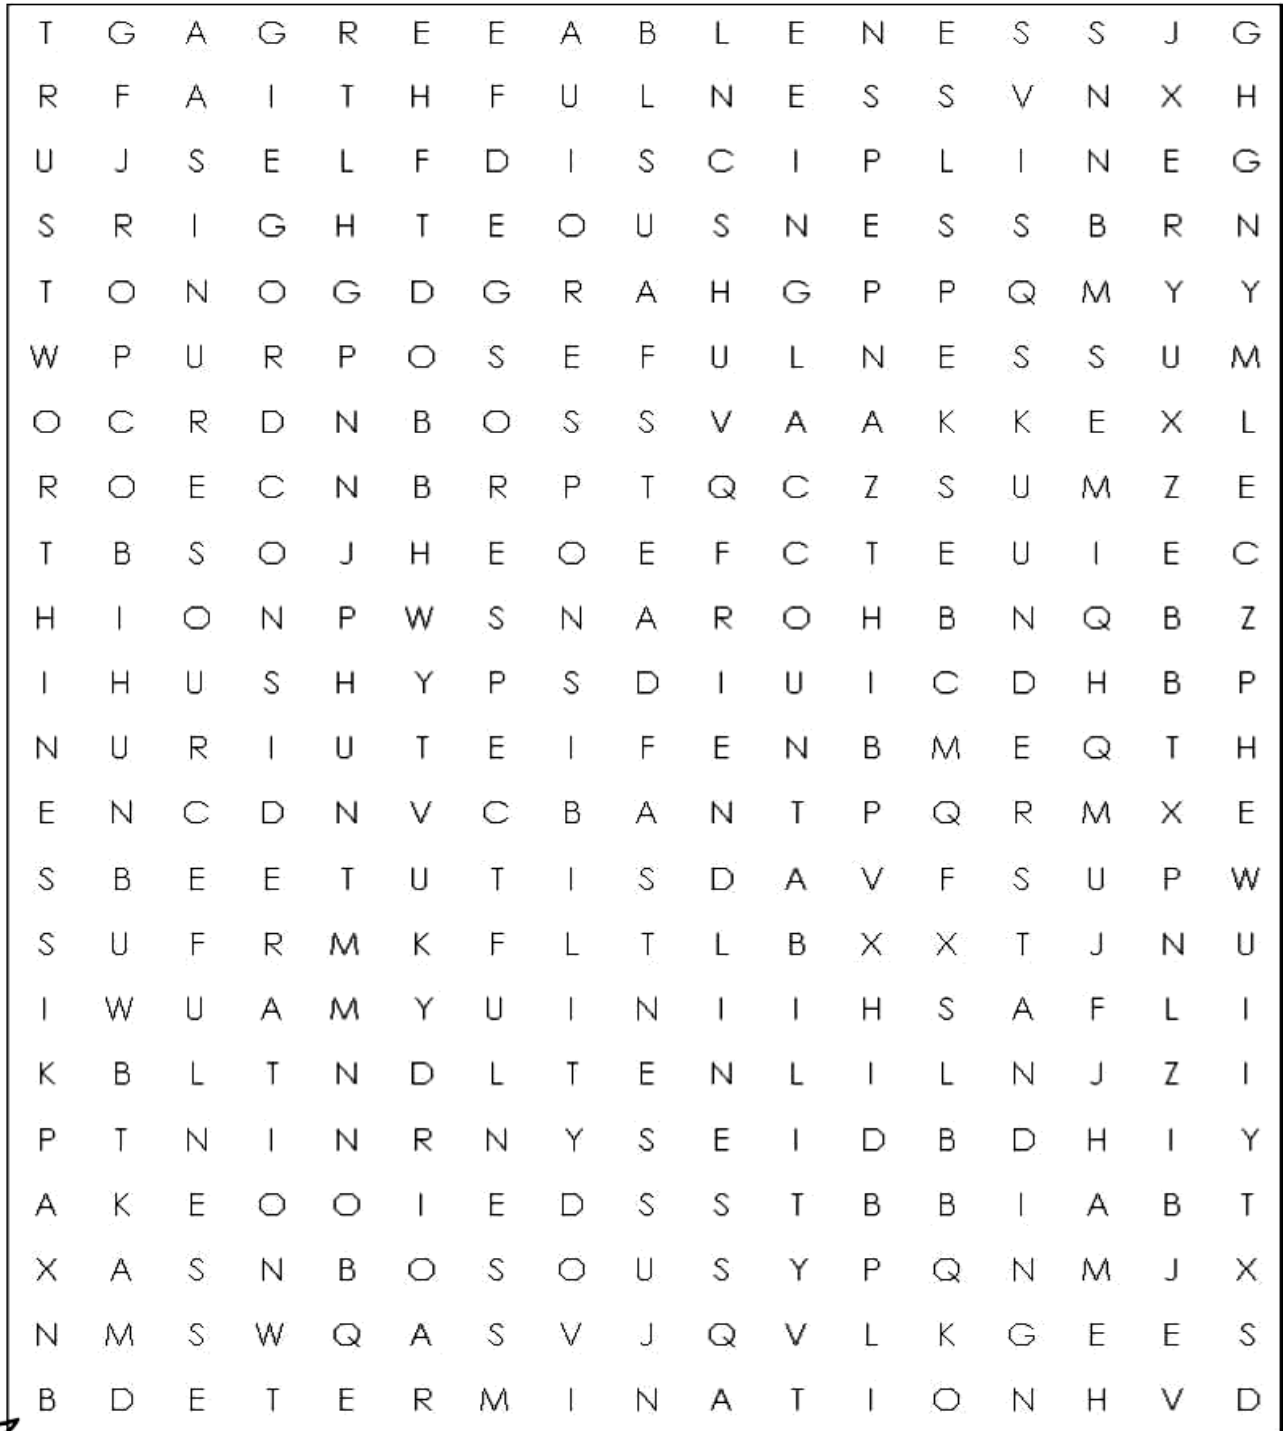 T G A G R E E A B L E N E S S J G
R F A I T H F U L N E S S V N X H
U J S E L F D I S C I P L I N E G
S R I G H T E O U S N E S S B R N
T O N O G D G R A H G P P Q M Y Y
W P U R P O S E F U L N E S S U M
O C R D N B O S S V A A K K E X L
R O E C N B R P T Q C Z S U M Z E
T B S O J H E O E F C T E U I E C
H I O N P W S N A R O H B N Q B Z
I H U S H Y P S D I U I C D H B P
N U R I U T E I F E N B M E Q T H
E N C D N V C B A N T P Q R M X E
S B E E T U T I S D A V F S U P W
S U F R M K F L T L B X X T J N U
I W U A M Y U I N I I H S A F L I
K B L T N D L T E N L I L N J Z I
P T N I N R N Y S E I D B D H I Y
A K E O O I E D S S T B B I A B T
X A S N B O S O U S Y P Q N M J X
N M S W Q A S V J Q V L K G E E S
B D E T E R M I N A T I O N H V D